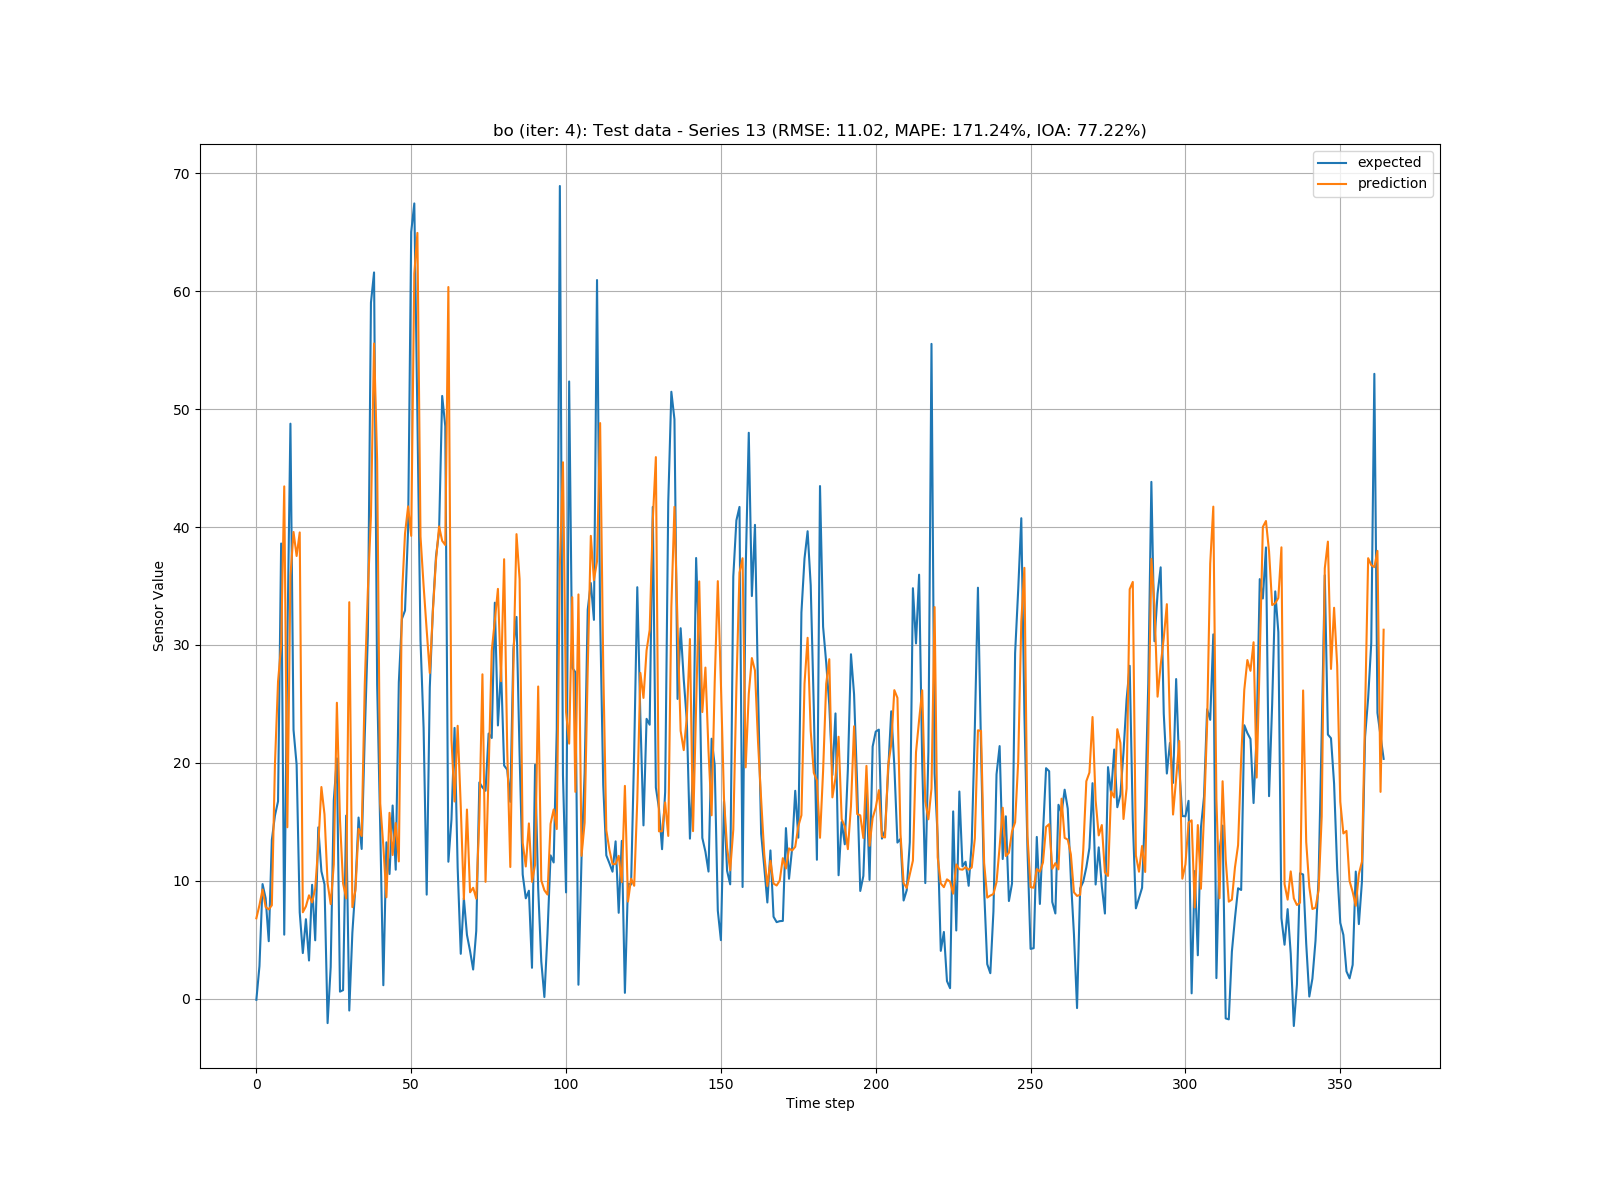 bo (iter: 4): Test data - Series 13 (RMSE: 11.02, MAPE: 171.24%, IOA: 77.22%)
expected
prediction
70
60
50
40
30
20
10
0
Sensor Value
0 50 100 150 200 250 300 350
Time step